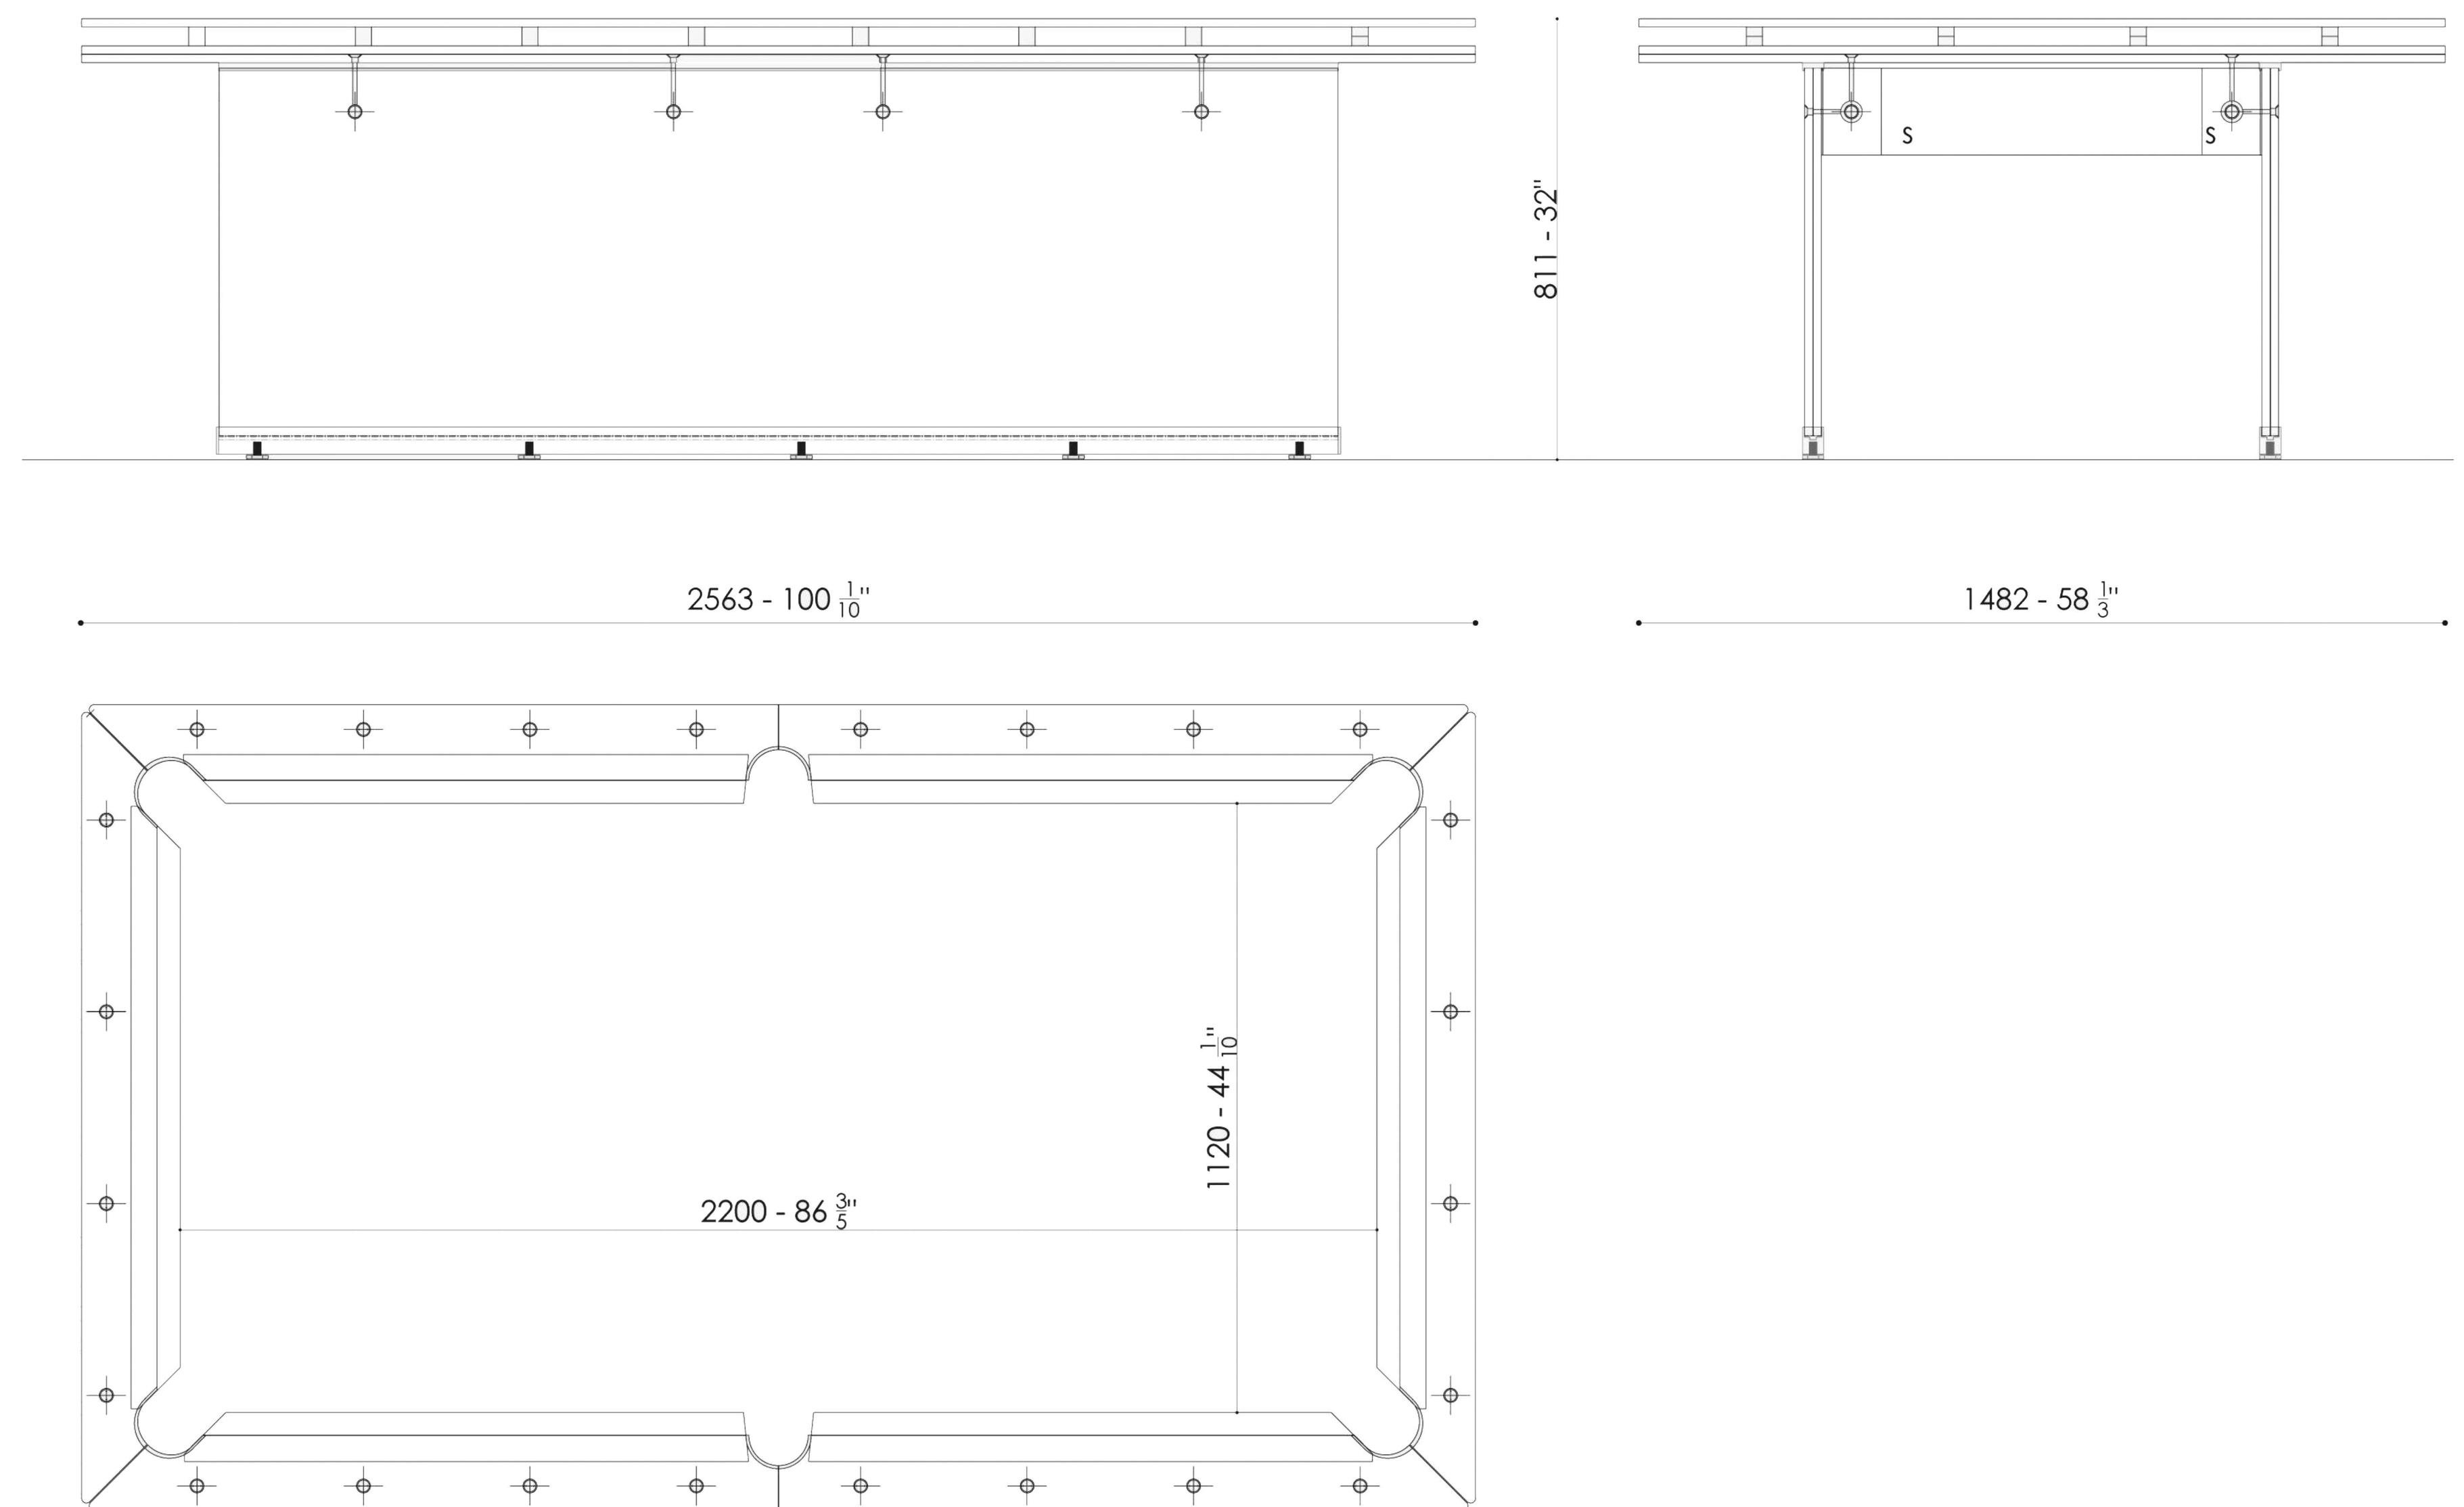 S
S
811 - 32"
2563 - 100 1/10"
1482 - 58 1/3"
1120 - 44 1/10"
2200 - 86 3/5"